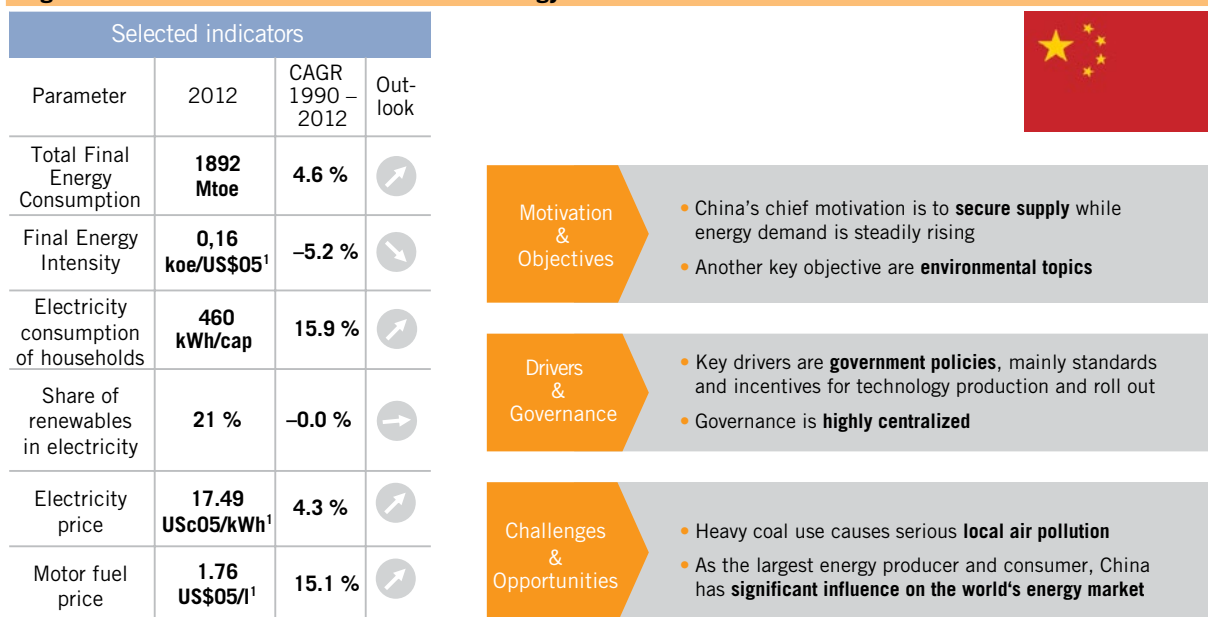 Selected indicators
Parameter
2012
CAGR
1990 –
2012
Out-
look
Total Final
Energy
Consumption
1892
Mtoe
4.6 %
Final Energy
Intensity
0,16
koe/US$05¹
–5.2 %
Electricity
consumption
of households
460
kWh/cap
15.9 %
Share of
renewables
in electricity
21 %
–0.0 %
Electricity
price
17.49
USc05/kWh¹
4.3 %
Motor fuel
price
1.76
US$05/l¹
15.1 %
Motivation
&
Objectives
• China’s chief motivation is to secure supply while
energy demand is steadily rising
• Another key objective are environmental topics
Drivers
&
Governance
• Key drivers are government policies, mainly standards
and incentives for technology production and roll out
• Governance is highly centralized
Challenges
&
Opportunities
• Heavy coal use causes serious local air pollution
• As the largest energy producer and consumer, China
has significant influence on the world‘s energy market